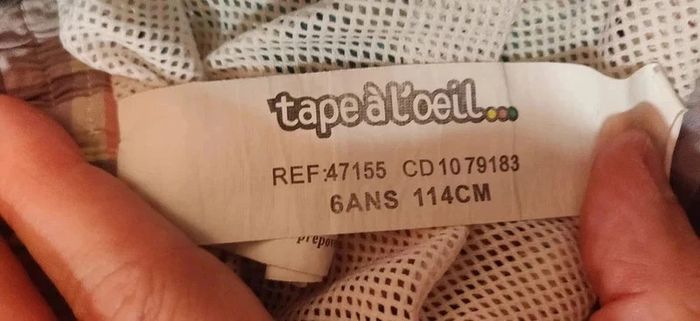 tape à l'oeil...
REF:47155 CD1079183
6ANS 114CM